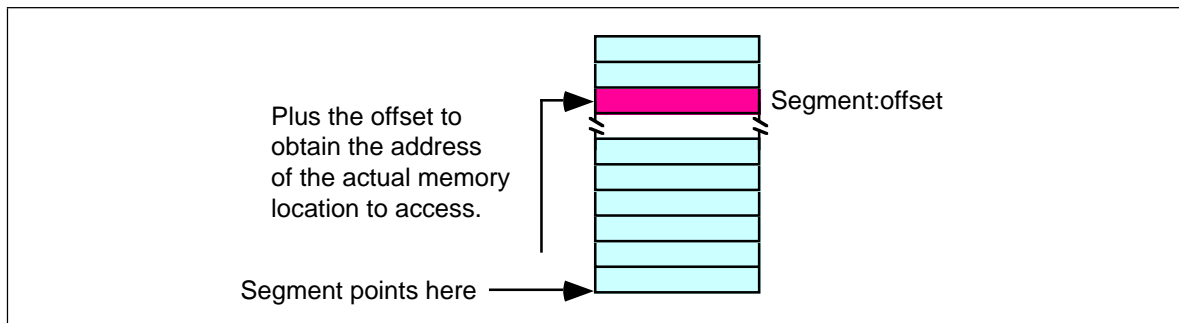 Segment:offset
Plus the offset to
obtain the address
of the actual memory
location to access.
Segment points here